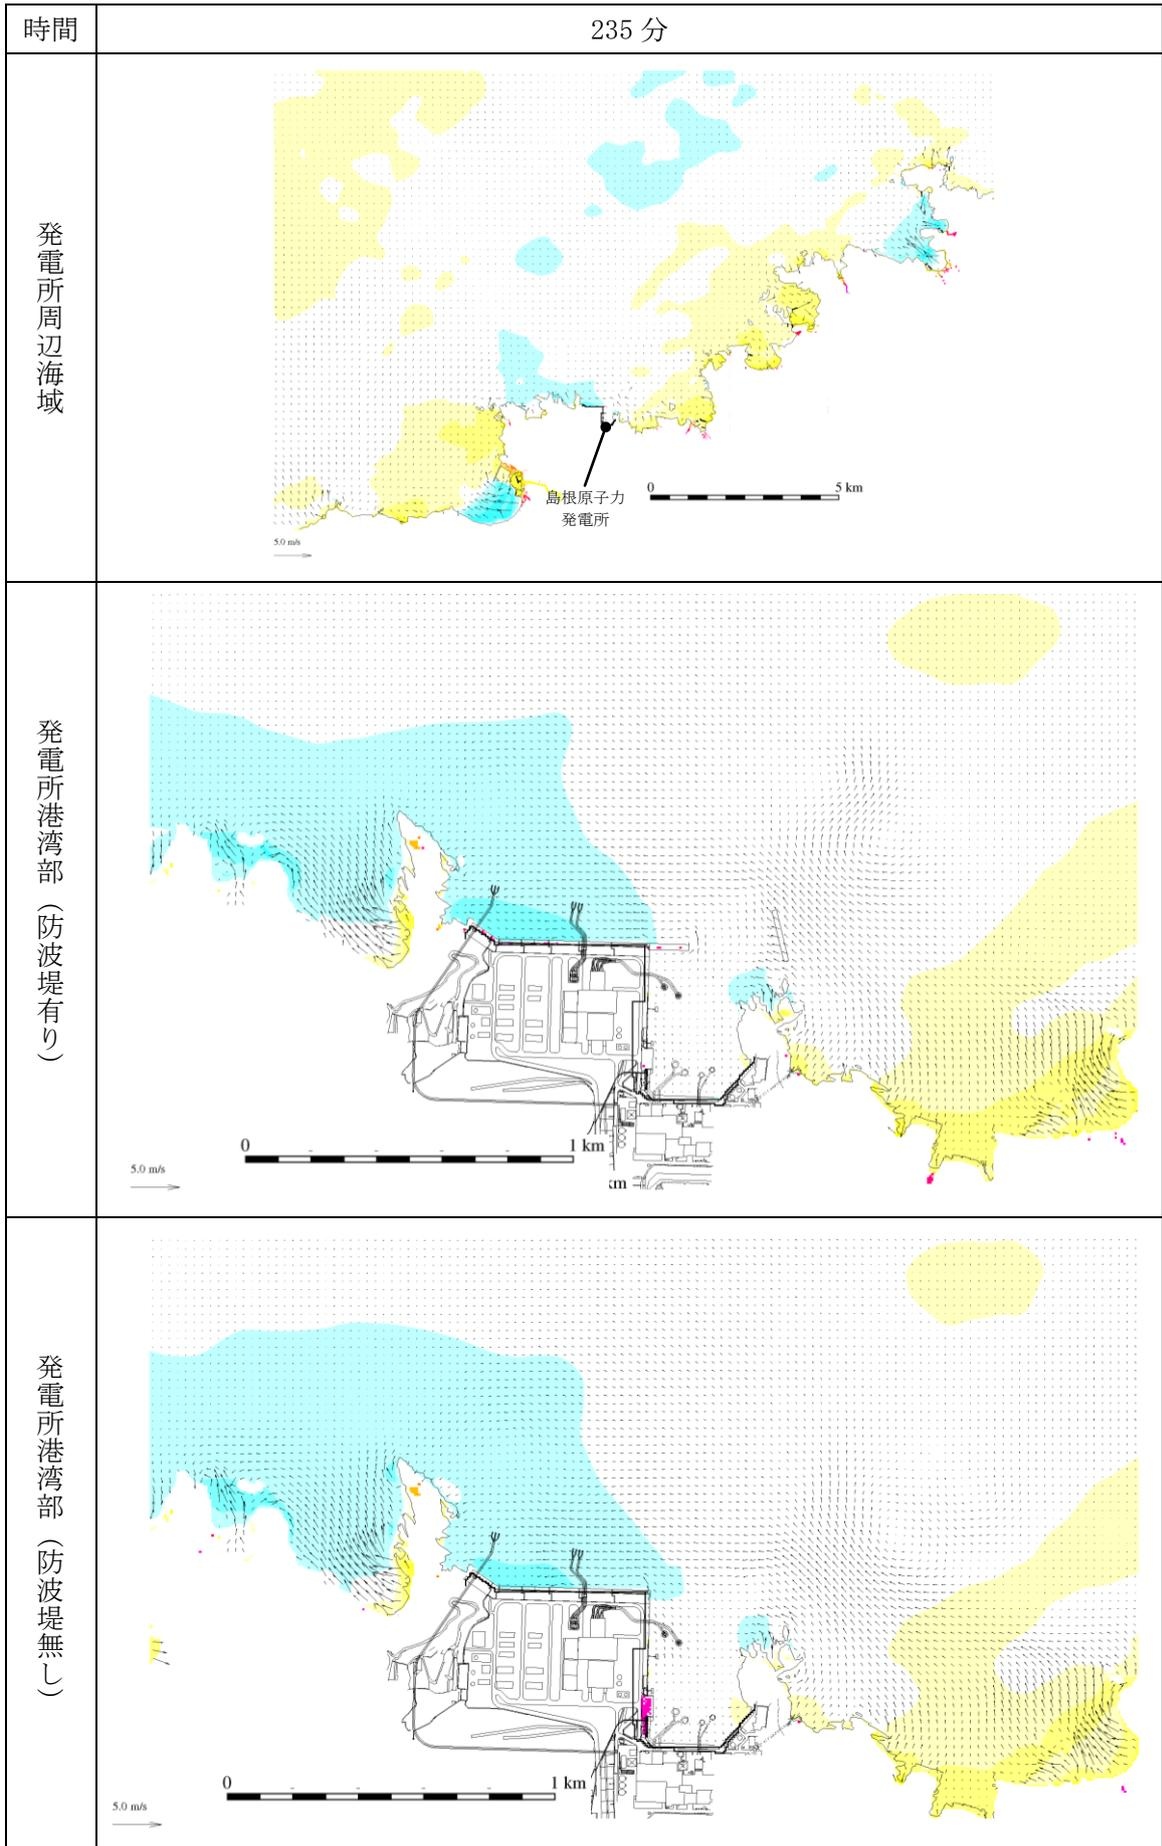 時間
235 分
発電所周辺海域
島根原子力
発電所
0
5 km
5.0 m/s
発電所港湾部（防波堤有り）
0
1 km
km
5.0 m/s
発電所港湾部（防波堤無し）
0
1 km
5.0 m/s